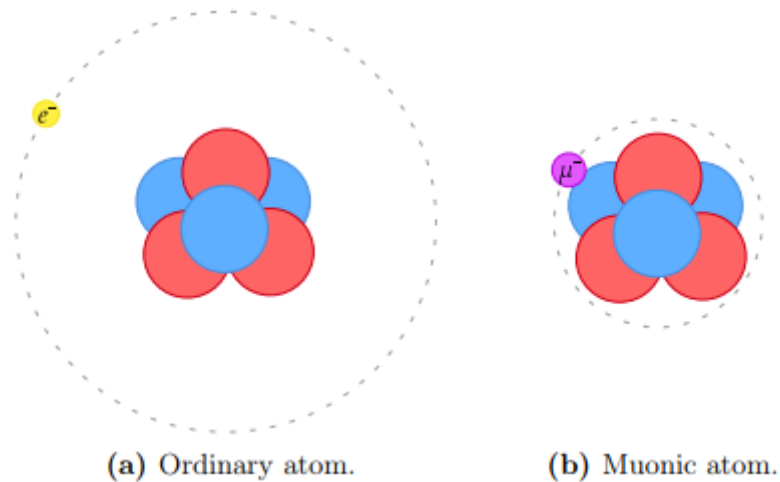 e⁻
μ⁻
(a) Ordinary atom.
(b) Muonic atom.